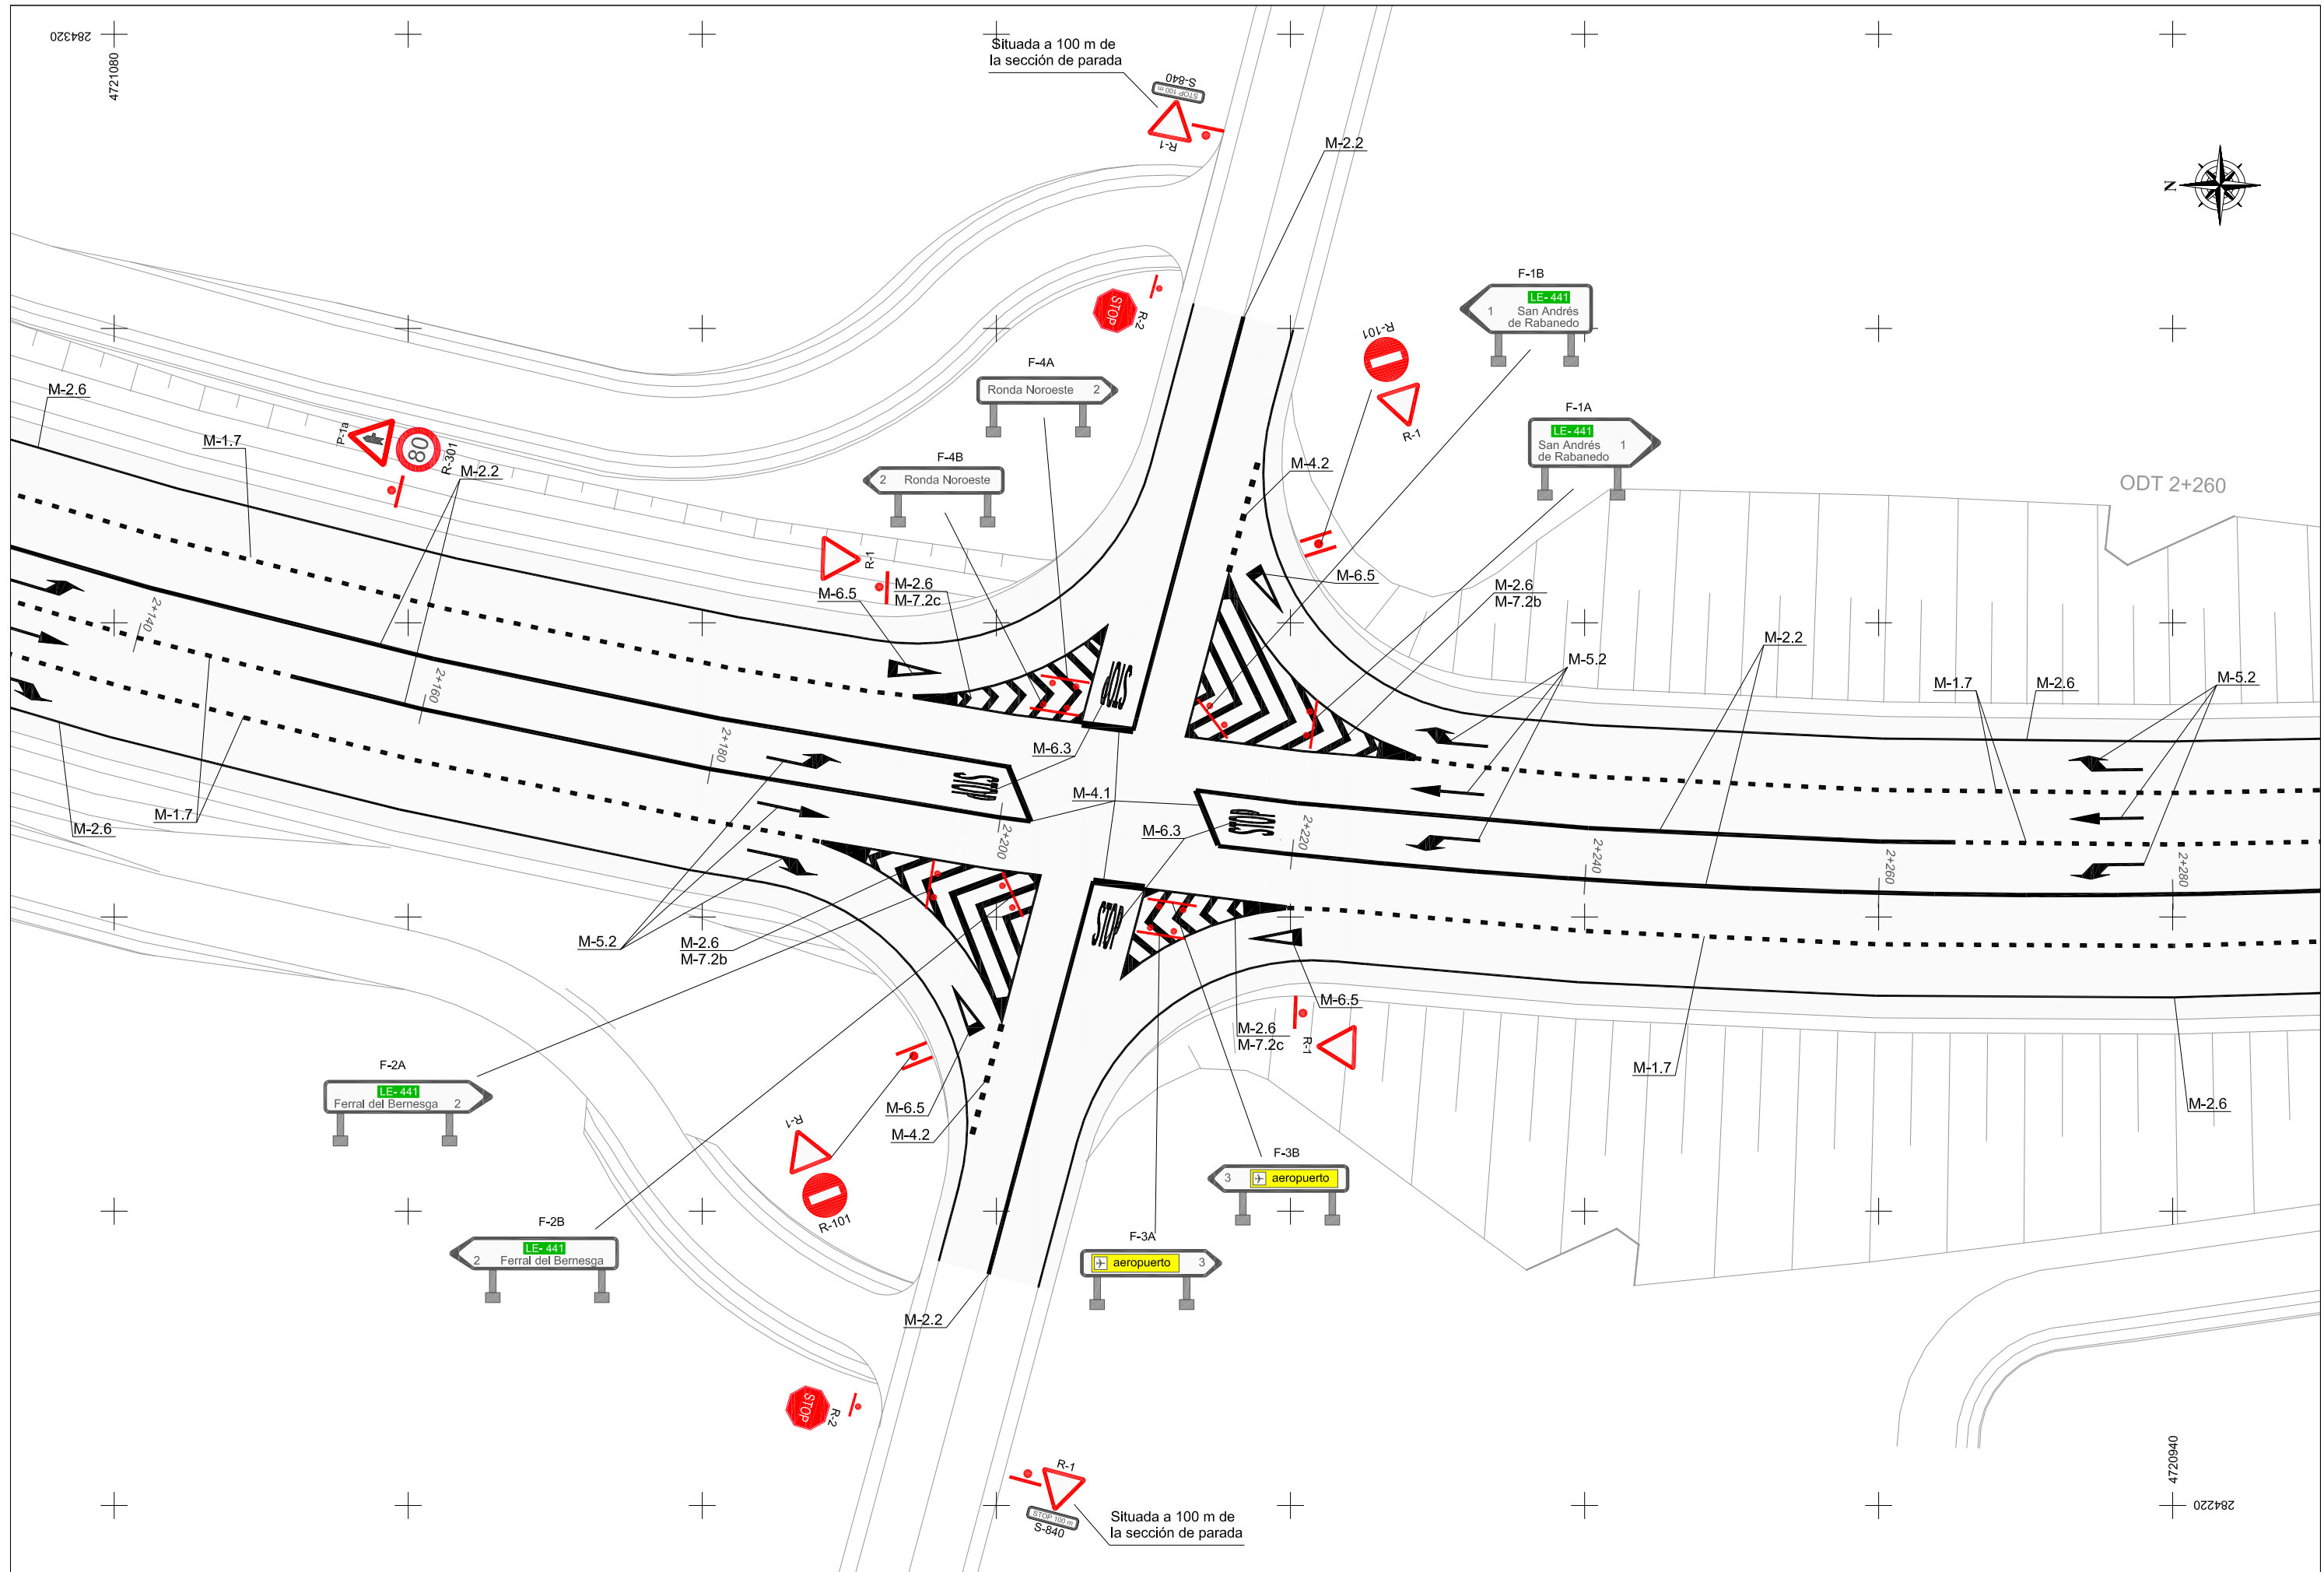 284320
4721080
Situada a 100 m de
la sección de parada
S-840
STOP 100 m
R-1
M-2.2
N
F-1B
LE-441
1 San Andrés
de Rabanedo
R-2
STOP
R-101
R-1
F-4A
Ronda Noroeste 2
F-1A
LE-441
San Andrés 1
de Rabanedo
M-2.6
M-1.7
P-1a
80
R-301
M-2.2
F-4B
2 Ronda Noroeste
M-4.2
ODT 2+260
R-1
M-2.6
M-7.2c
M-6.5
M-6.5
M-2.6
M-7.2b
2+140
2+160
2+180
STOP
M-2.2
M-5.2
M-1.7
M-2.6
M-5.2
M-6.3
STOP
M-4.1
M-2.6
M-1.7
M-6.3
STOP
2+200
2+220
2+240
2+260
2+280
M-5.2
M-2.6
M-7.2b
STOP
M-6.5
M-2.6
M-7.2c
R-1
M-1.7
M-2.6
F-2A
LE-441
Ferral del Bernesga 2
M-6.5
M-4.2
R-1
R-101
F-3B
3 aeropuerto
F-2B
LE-441
2 Ferral del Bernesga
F-3A
aeropuerto 3
M-2.2
STOP
R-2
R-1
STOP 100 m
S-840
Situada a 100 m de
la sección de parada
4720940
284220